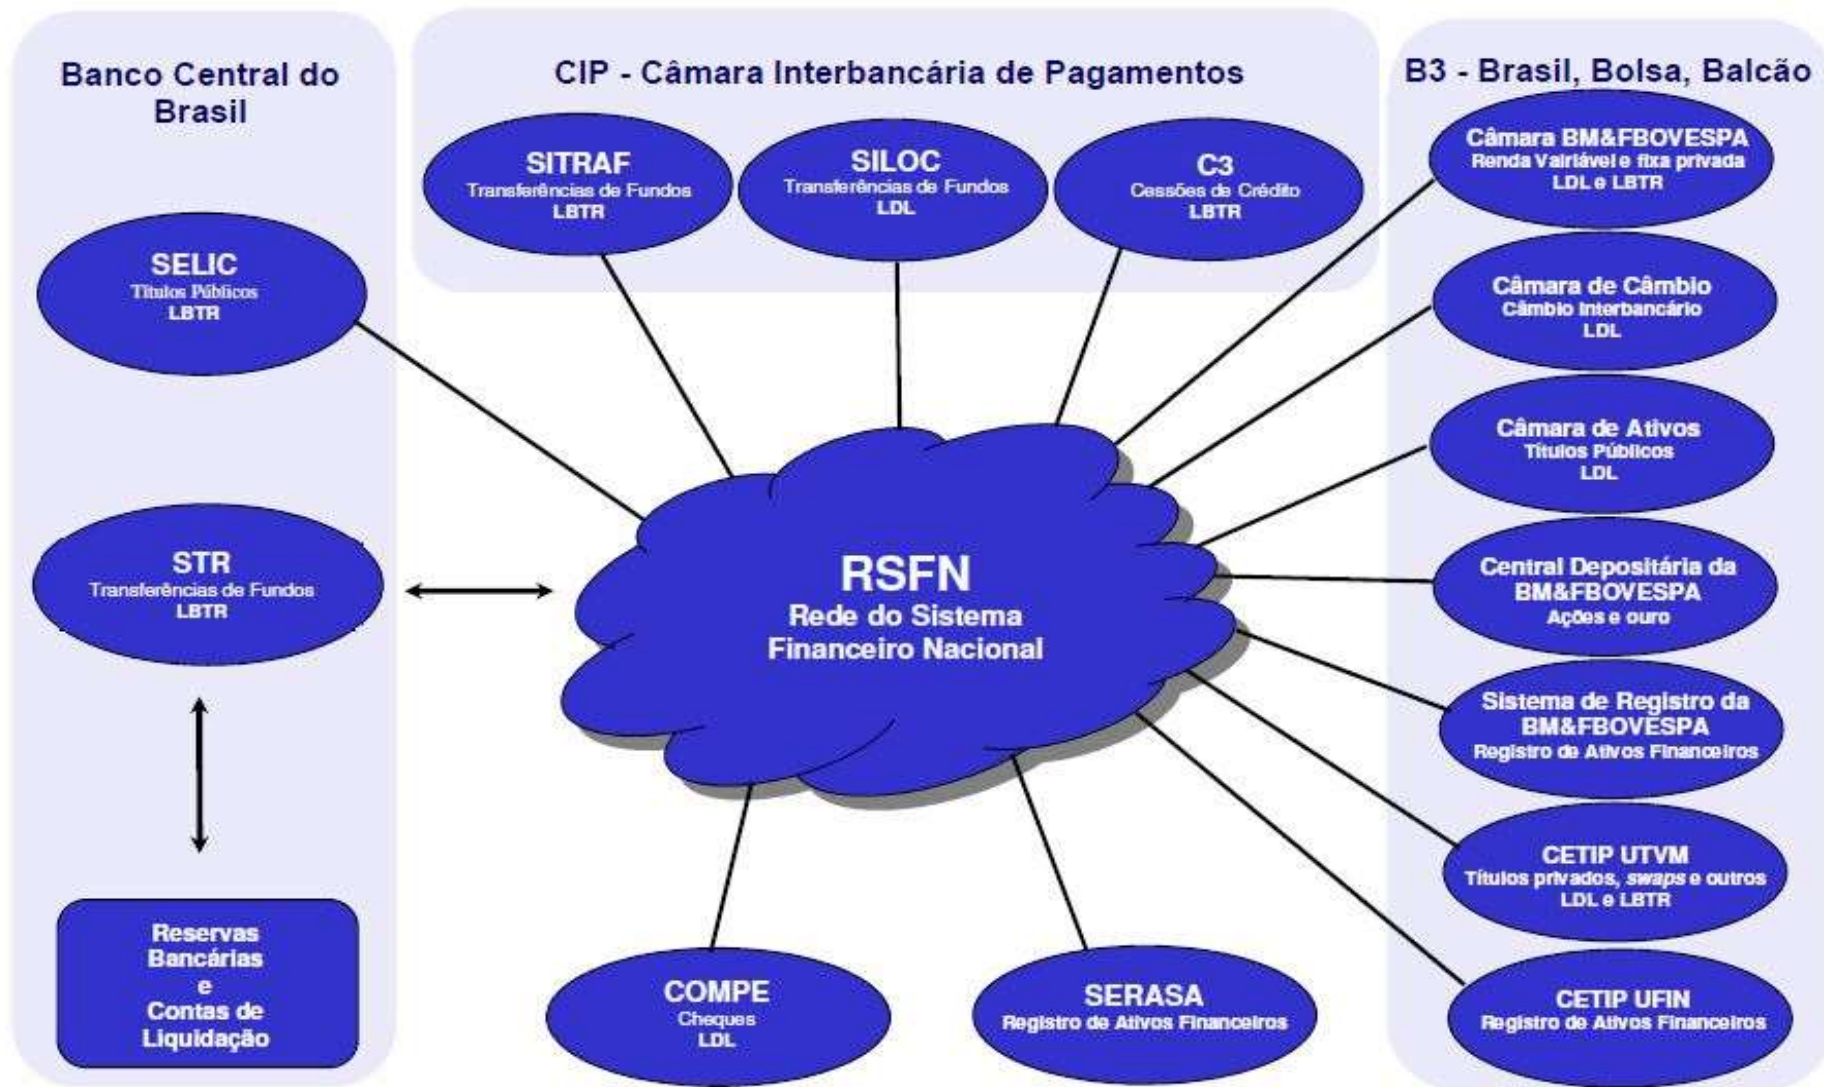 Banco Central do
Brasil
SELIC
Títulos Públicos
LBTR
STR
Transferências de Fundos
LBTR
Reservas
Bancárias
e
Contas de
Liquidação
CIP - Câmara Interbancária de Pagamentos
SITRAF
Transferências de Fundos
LBTR
SILOC
Transferências de Fundos
LDL
C3
Cessões de Crédito
LBTR
RSFN
Rede do Sistema
Financeiro Nacional
COMPE
Cheques
LDL
SERASA
Registro de Ativos Financeiros
B3 - Brasil, Bolsa, Balcão
Câmara BM&FBOVESPA
Renda Vairiável e fixa privada
LDL e LBTR
Câmara de Câmbio
Câmbio Interbancário
LDL
Câmara de Ativos
Títulos Públicos
LDL
Central Depositária da
BM&FBOVESPA
Ações e ouro
Sistema de Registro da
BM&FBOVESPA
Registro de Ativos Financeiros
CETIP UTVM
Títulos privados, swaps e outros
LDL e LBTR
CETIP UFIN
Registro de Ativos Financeiros